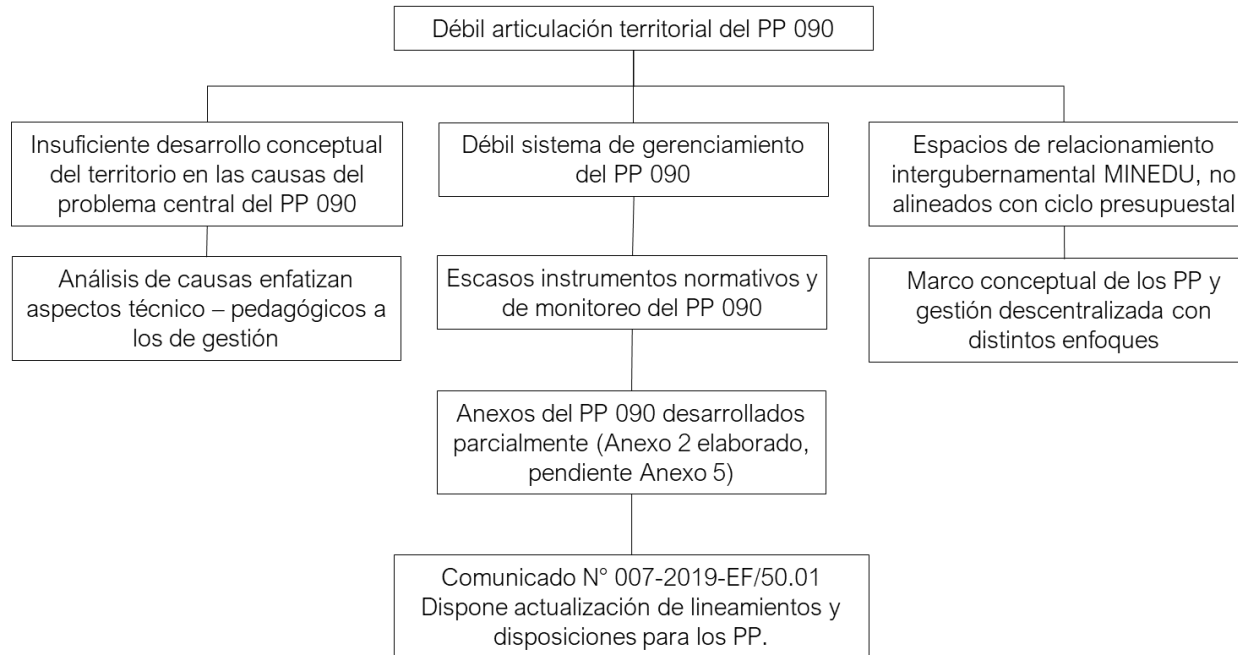 Débil articulación territorial del PP 090
Insuficiente desarrollo conceptual
del territorio en las causas del
problema central del PP 090
Débil sistema de gerenciamiento
del PP 090
Espacios de relacionamiento
intergubernamental MINEDU, no
alineados con ciclo presupuestal
Análisis de causas enfatizan
aspectos técnico – pedagógicos a
los de gestión
Escasos instrumentos normativos y
de monitoreo del PP 090
Marco conceptual de los PP y
gestión descentralizada con
distintos enfoques
Anexos del PP 090 desarrollados
parcialmente (Anexo 2 elaborado,
pendiente Anexo 5)
Comunicado N° 007-2019-EF/50.01
Dispone actualización de lineamientos y
disposiciones para los PP.